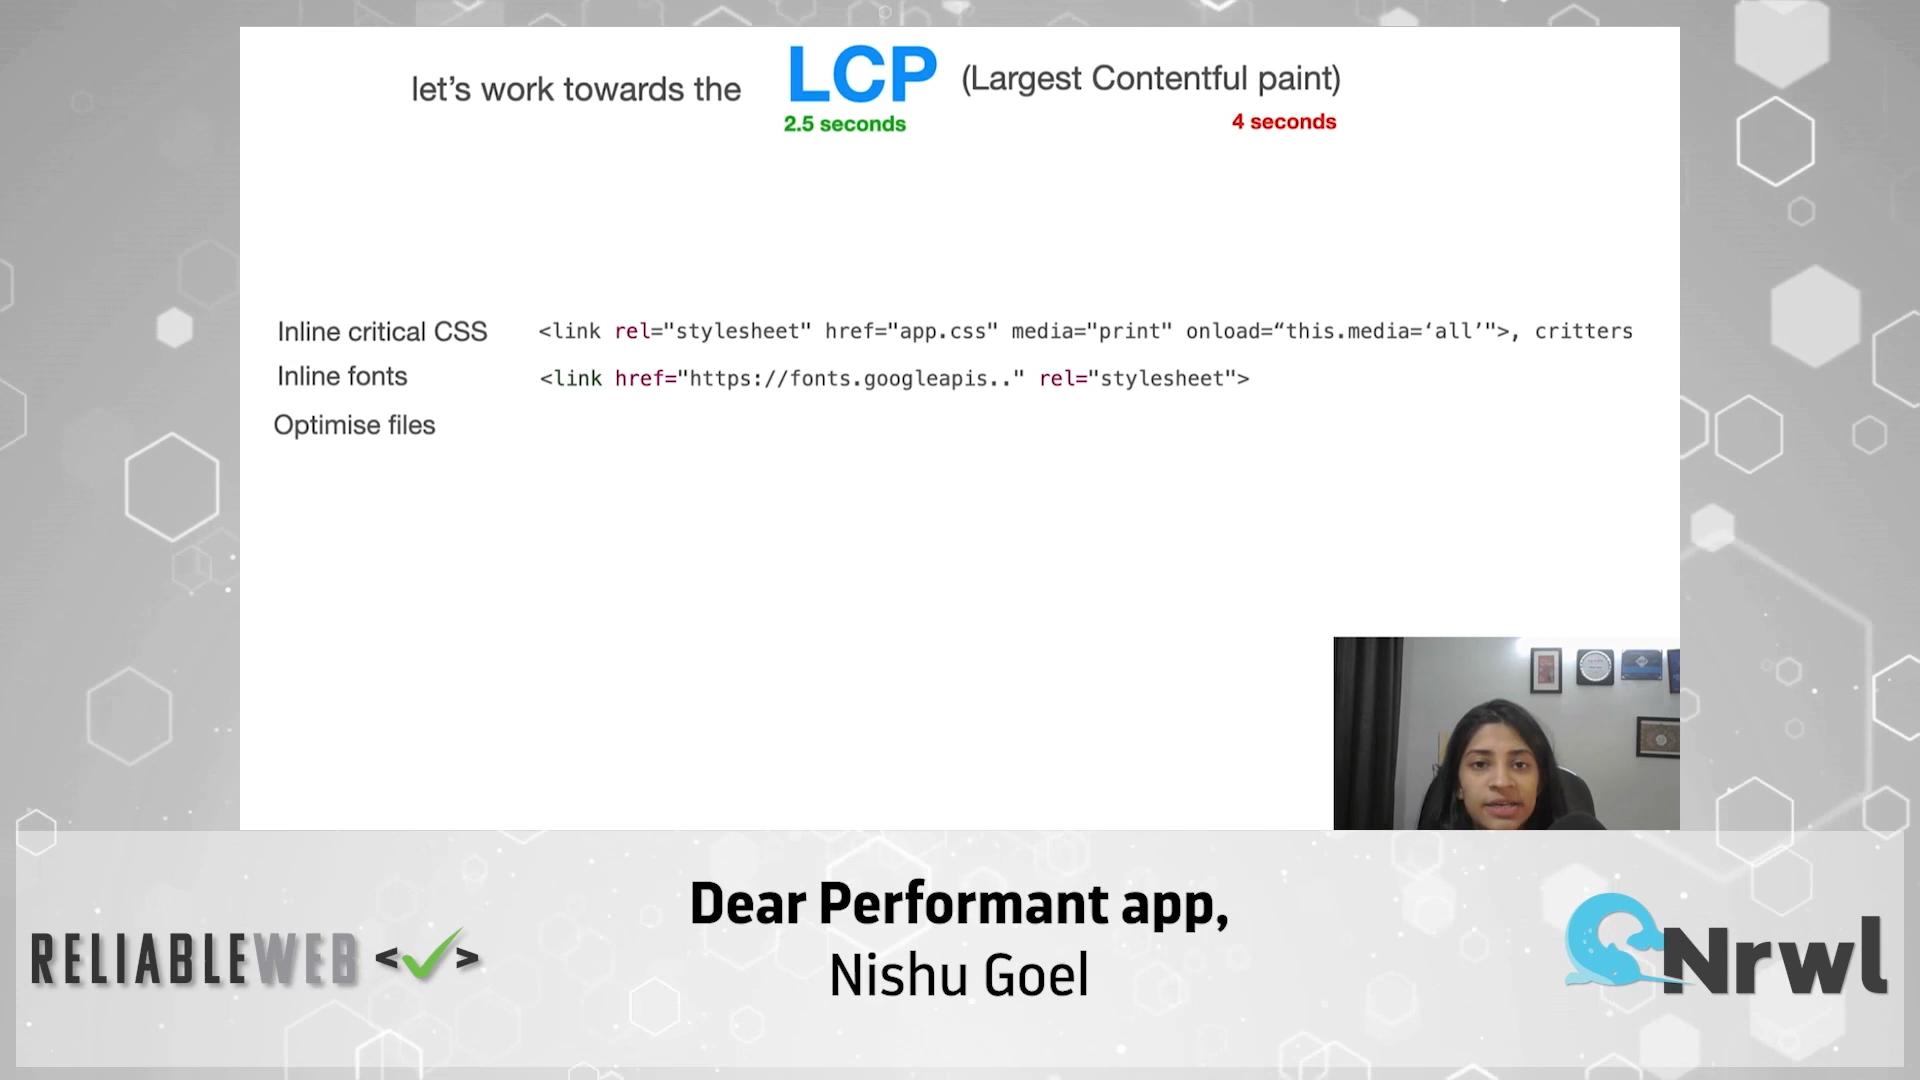 let’s work towards the LCP (Largest Contentful paint)
2.5 seconds 4 seconds
Inline critical CSS <link rel="stylesheet" href="app.css" media="print" onload=“this.media=‘all’">, critters
Inline fonts <link href="https://fonts.googleapis.." rel="stylesheet">
Optimise files
Dear Performant app,
Nishu Goel
RELIABLEWEB < >
Nrwl